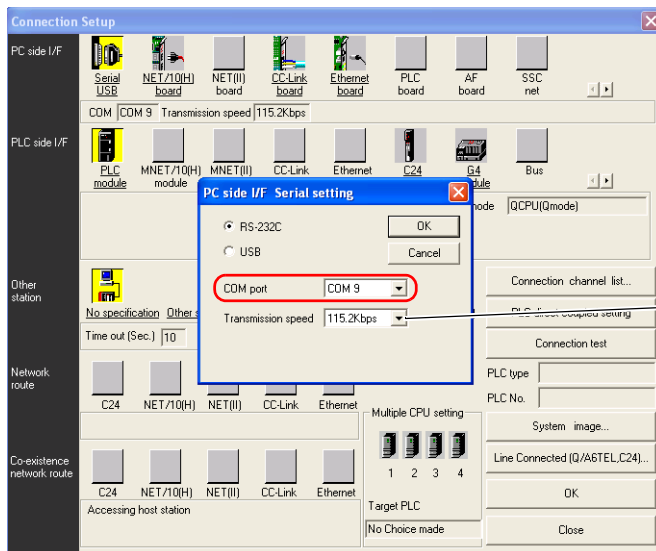 Connection Setup
PC side I/F
Serial USB
NET/10(H) board
NET(II) board
CC-Link board
Ethernet board
PLC board
AF board
SSC net
COM COM 9 Transmission speed 115.2Kbps
PLC side I/F
PLC module
MNET/10(H) module
MNET(II)
CC-Link
Ethernet
C24
G4
Bus
QCPU(Qmode)
PC side I/F Serial setting
RS-232C
OK
USB
Cancel
COM port COM 9
Transmission speed 115.2Kbps
Other station
No specification Other
Time out (Sec.) 10
Connection channel list...
Connection test
PLC type
PLC No.
System image...
Line Connected (Q/A6TEL,C24)...
OK
Close
Network route
C24 NET/10(H) NET(II) CC-Link Ethernet
Multiple CPU setting
1 2 3 4
Target PLC
No Choice made
Co-existence network route
C24 NET/10(H) NET(II) CC-Link Ethernet
Accessing host station